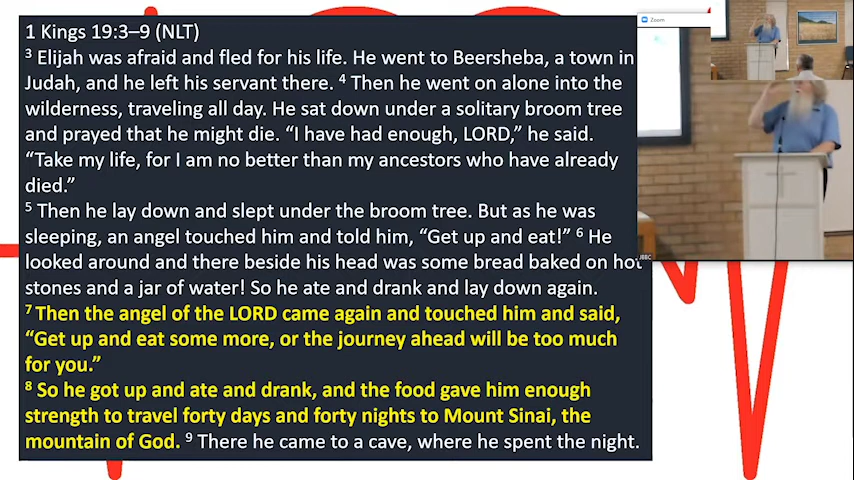 1 Kings 19:3–9 (NLT)
³ Elijah was afraid and fled for his life. He went to Beersheba, a town in
Judah, and he left his servant there. ⁴ Then he went on alone into the
wilderness, traveling all day. He sat down under a solitary broom tree
and prayed that he might die. “I have had enough, LORD,” he said.
“Take my life, for I am no better than my ancestors who have already
died.”
⁵ Then he lay down and slept under the broom tree. But as he was
sleeping, an angel touched him and told him, “Get up and eat!” ⁶ He
looked around and there beside his head was some bread baked on hot
stones and a jar of water! So he ate and drank and lay down again.
⁷ Then the angel of the LORD came again and touched him and said,
“Get up and eat some more, or the journey ahead will be too much
for you.”
⁸ So he got up and ate and drank, and the food gave him enough
strength to travel forty days and forty nights to Mount Sinai, the
mountain of God. ⁹ There he came to a cave, where he spent the night.
Zoom